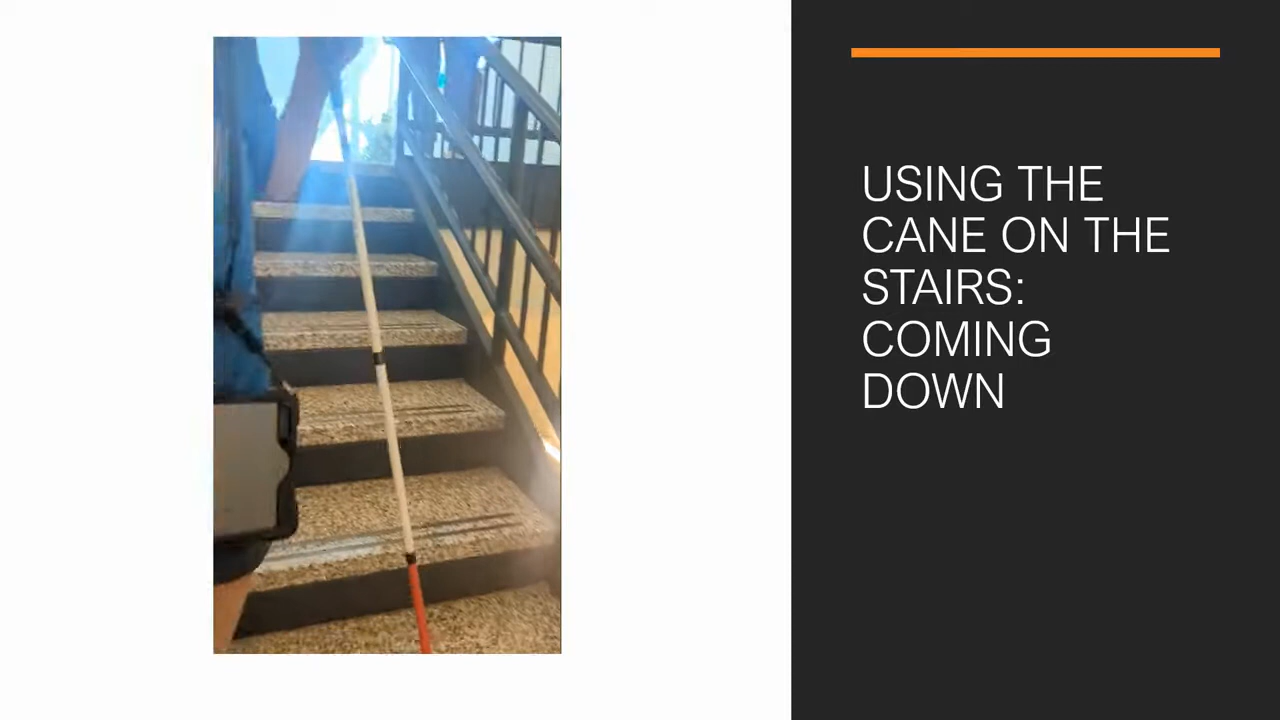 USING THE
CANE ON THE
STAIRS:
COMING
DOWN